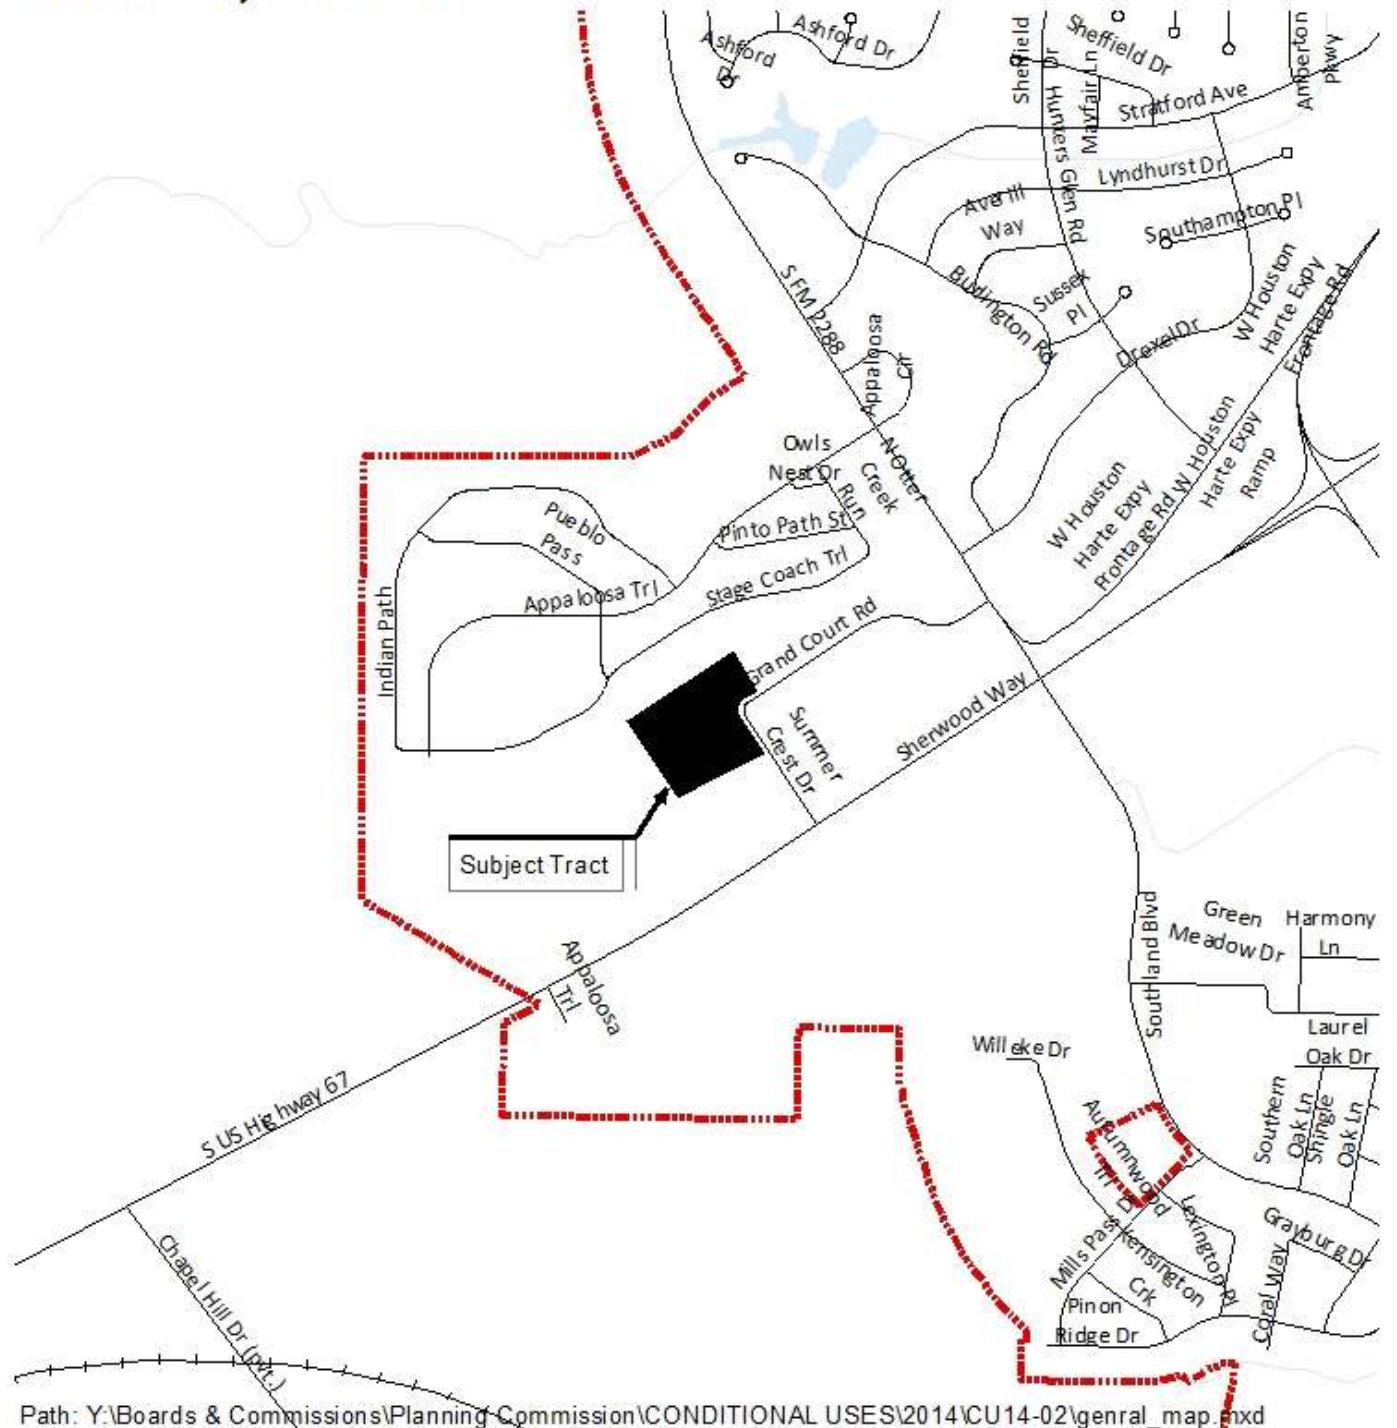 Ashford
Dr
Ashford Dr
Sheffield
Dr
Sheffield Dr
Mayfair Ln
Amberton
Pkwy
Stratford Ave
Hunters Glen Rd
Lyndhurst Dr
Averill
Way
Southampton Pl
S FM 2288
Burlington Rd
Sussex
Pl
W Houston
Harte Expy
Frontage Rd
Appaloosa
Cir
Drexel Dr
Owls
Nest Dr
N Otter
Creek
Run
W Houston
Harte Expy
Ramp
W Houston
Harte Expy
Frontage Rd
Pueblo
Pass
Pinto Path St
Appaloosa Trl
Stage Coach Trl
Indian Path
Grand Court Rd
Summer
Crest Dr
Sherwood Way
Subject Tract
Appaloosa
Trl
Southland Blvd
Green
Meadow Dr
Harmony
Ln
Laurel
Oak Dr
Willeke Dr
S US Highway 67
Southern
Oak Ln
Shingle
Oak Ln
Autumnwood
Trl
Lexington Pl
Grayburg Dr
Mills Pass
Dr
Kensington
Crk
Coral Way
Pinon
Ridge Dr
Chapel Hill Dr (pvt.)
Path: Y:\Boards & Commissions\Planning Commission\CONDITIONAL USES\2014\CU14-02\genral_map.mxd